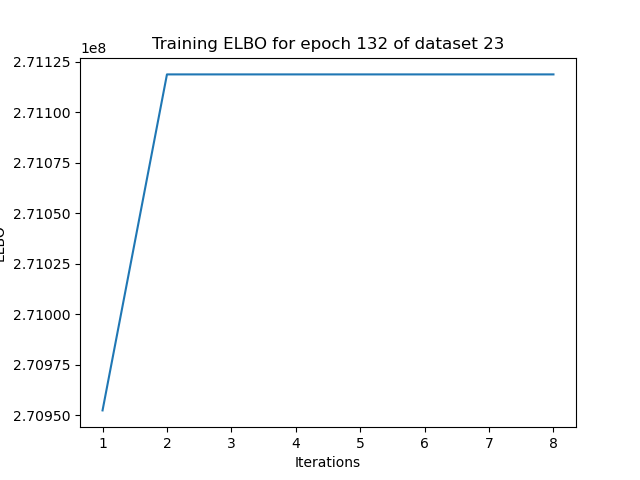 Training ELBO for epoch 132 of dataset 23
1e8
2.71125
2.71100
2.71075
2.71050
2.71025
2.71000
2.70975
2.70950
ELBO
1 2 3 4 5 6 7 8
Iterations